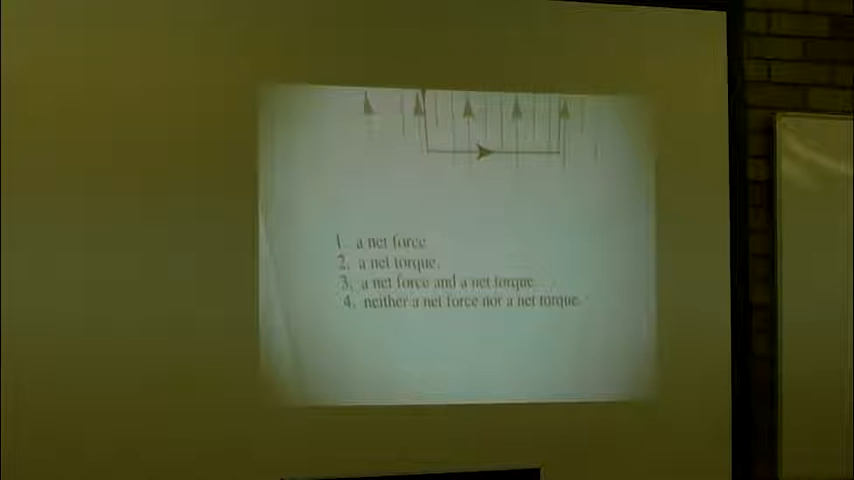 1. a net force
2. a net torque.
3. a net force and a net torque
4. neither a net force nor a net torque.